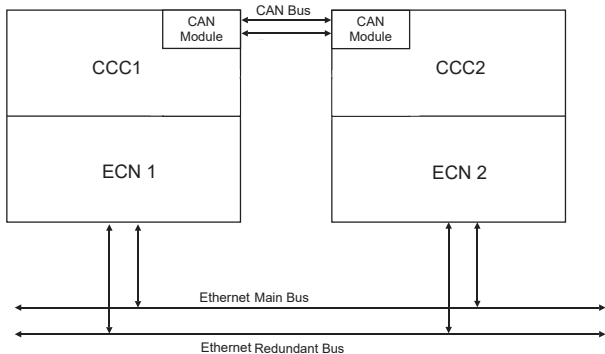 CAN Bus
CAN
Module
CAN
Module
CCC1
CCC2
ECN 1
ECN 2
Ethernet Main Bus
Ethernet Redundant Bus